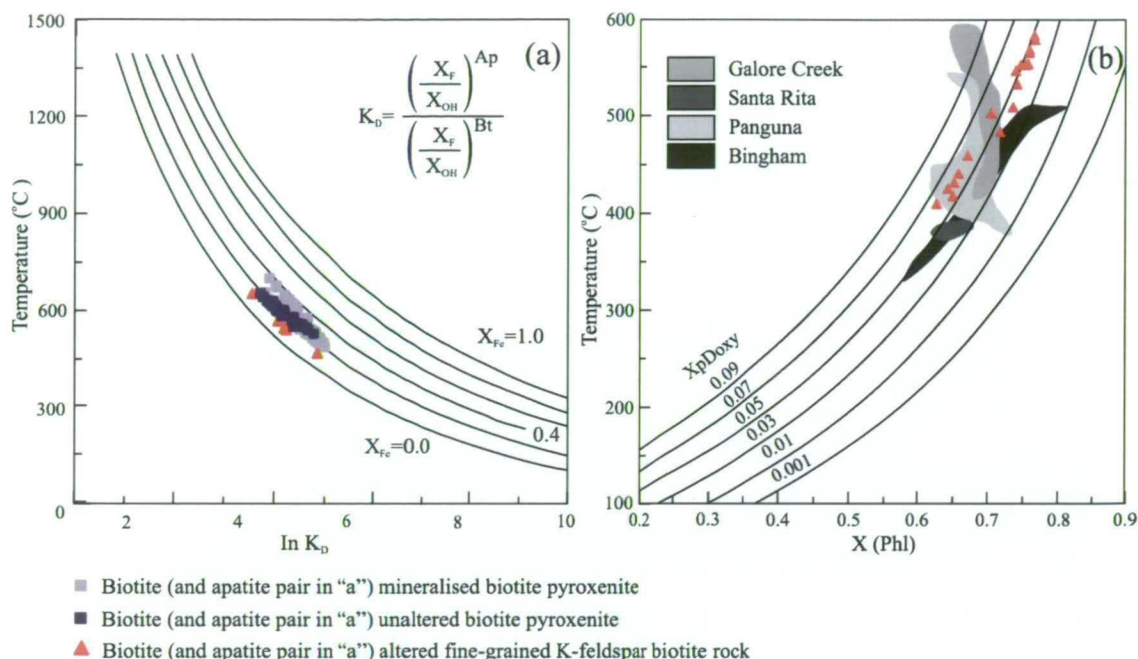 1500
1200
900
600
300
0
Temperature (°C)
(a)
K_D = (X_F / X_OH)^Ap / (X_F / X_OH)^Bt
X_Fe=1.0
0.4
X_Fe=0.0
2 4 6 8 10
ln K_D
600
500
400
300
200
100
Temperature (°C)
(b)
Galore Creek
Santa Rita
Panguna
Bingham
XpDoxy
0.09
0.07
0.05
0.03
0.01
0.001
0.2 0.3 0.4 0.5 0.6 0.7 0.8 0.9
X (Phl)
Biotite (and apatite pair in “a”) mineralised biotite pyroxenite
Biotite (and apatite pair in “a”) unaltered biotite pyroxenite
Biotite (and apatite pair in “a”) altered fine-grained K-feldspar biotite rock